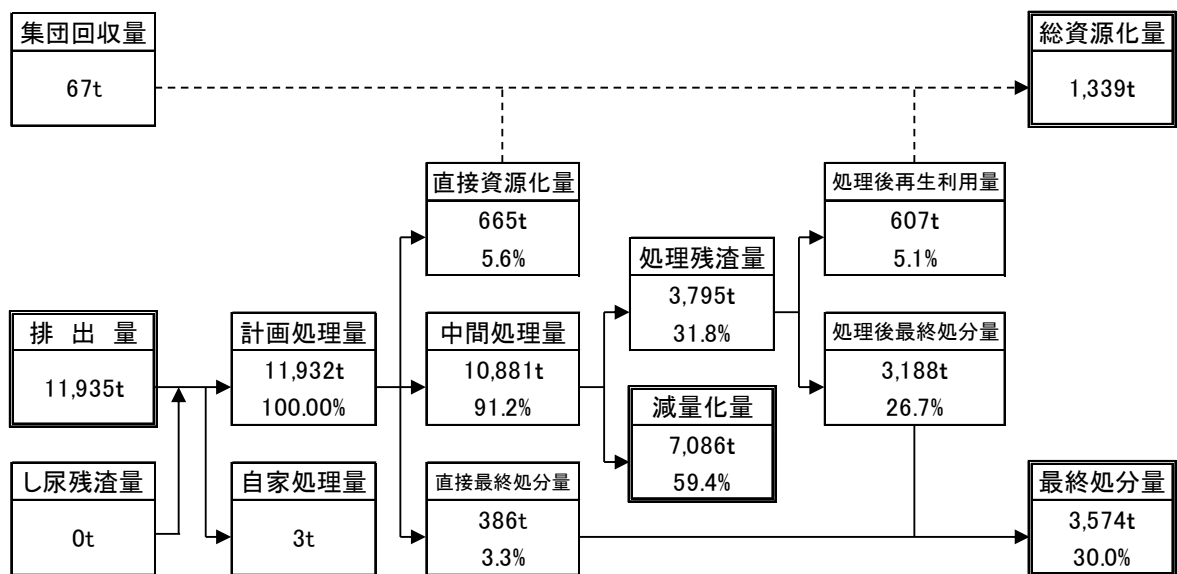 集団回収量
67t
総資源化量
1,339t
直接資源化量
665t
5.6%
処理後再生利用量
607t
5.1%
処理残渣量
3,795t
31.8%
排 出 量
11,935t
計画処理量
11,932t
100.00%
中間処理量
10,881t
91.2%
処理後最終処分量
3,188t
26.7%
減量化量
7,086t
59.4%
し尿残渣量
0t
自家処理量
3t
直接最終処分量
386t
3.3%
最終処分量
3,574t
30.0%